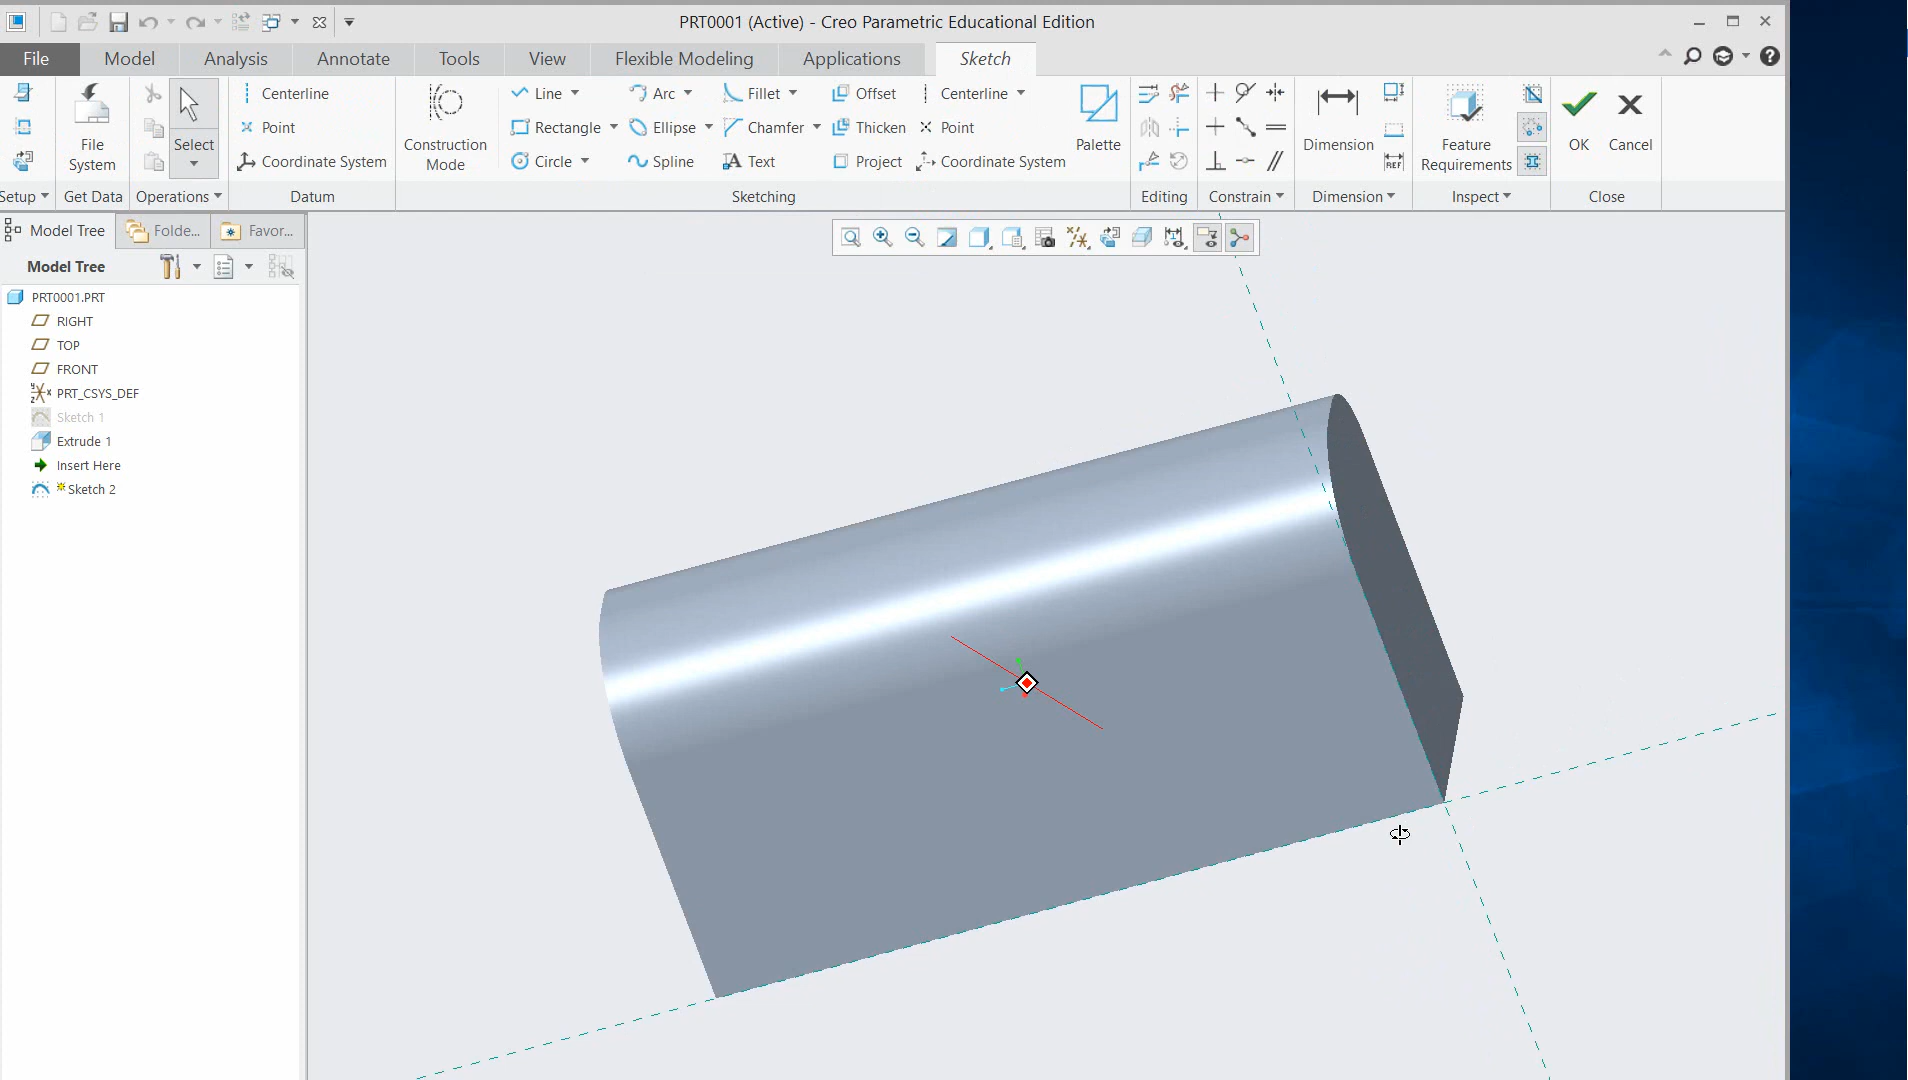 PRT0001 (Active) - Creo Parametric Educational Edition
File Model Analysis Annotate Tools View Flexible Modeling Applications Sketch
Centerline Line Arc Fillet Offset Centerline
Point Rectangle Ellipse Chamfer Thicken Point
File System Select Construction Mode Palette Dimension Feature Requirements OK Cancel
Coordinate System Circle Spline Text Project Coordinate System REF
Setup Get Data Operations Datum Sketching Editing Constrain Dimension Inspect Close
Model Tree Folde... Favor...
Model Tree
PRT0001.PRT
RIGHT
TOP
FRONT
PRT_CSYS_DEF
Sketch 1
Extrude 1
Insert Here
Sketch 2